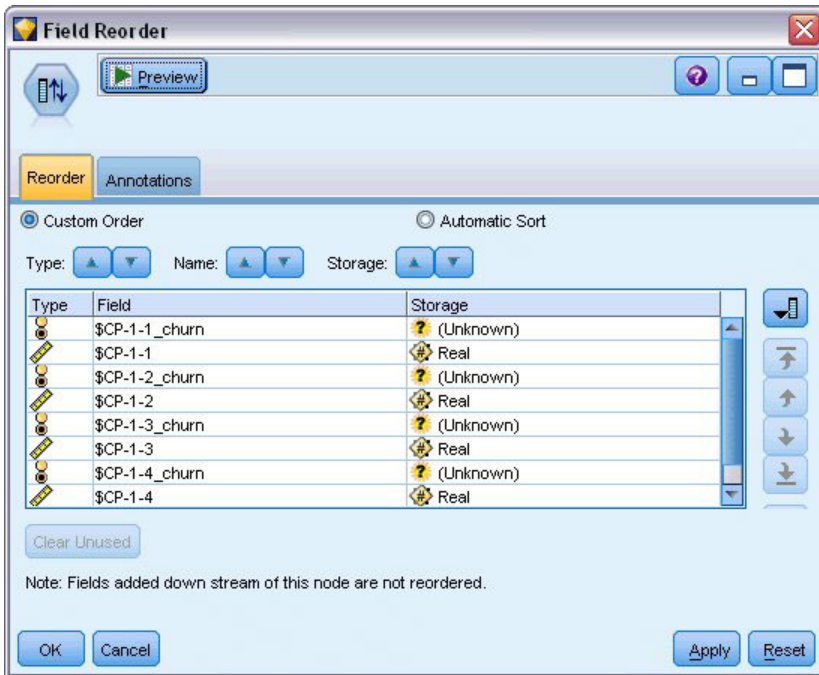 Field Reorder
Preview
Reorder Annotations
Custom Order Automatic Sort
Type: Name: Storage:
Type Field Storage
$CP-1-1_churn ? (Unknown)
$CP-1-1 # Real
$CP-1-2_churn ? (Unknown)
$CP-1-2 # Real
$CP-1-3_churn ? (Unknown)
$CP-1-3 # Real
$CP-1-4_churn ? (Unknown)
$CP-1-4 # Real
Clear Unused
Note: Fields added down stream of this node are not reordered.
OK Cancel Apply Reset